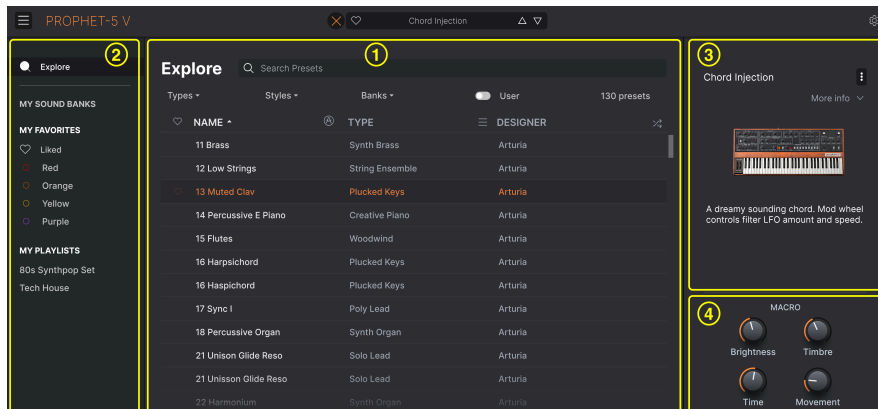 PROPHET-5 V
Chord Injection
2
Explore
MY SOUND BANKS
MY FAVORITES
Liked
Red
Orange
Yellow
Purple
MY PLAYLISTS
80s Synthpop Set
Tech House
1
Explore
Search Presets
Types Styles Banks User 130 presets
NAME TYPE DESIGNER
11 Brass Synth Brass Arturia
12 Low Strings String Ensemble Arturia
13 Muted Clav Plucked Keys Arturia
14 Percussive E Piano Creative Piano Arturia
15 Flutes Woodwind Arturia
16 Harpsichord Plucked Keys Arturia
16 Haspichord Plucked Keys Arturia
17 Sync I Poly Lead Arturia
18 Percussive Organ Synth Organ Arturia
21 Unison Glide Reso Solo Lead Arturia
21 Unisson Glide Reso Solo Lead Arturia
22 Harmonium Synth Organ Arturia
3
Chord Injection
More info
A dreamy sounding chord. Mod wheel
controls filter LFO amount and speed.
4
MACRO
Brightness Timbre
Time Movement